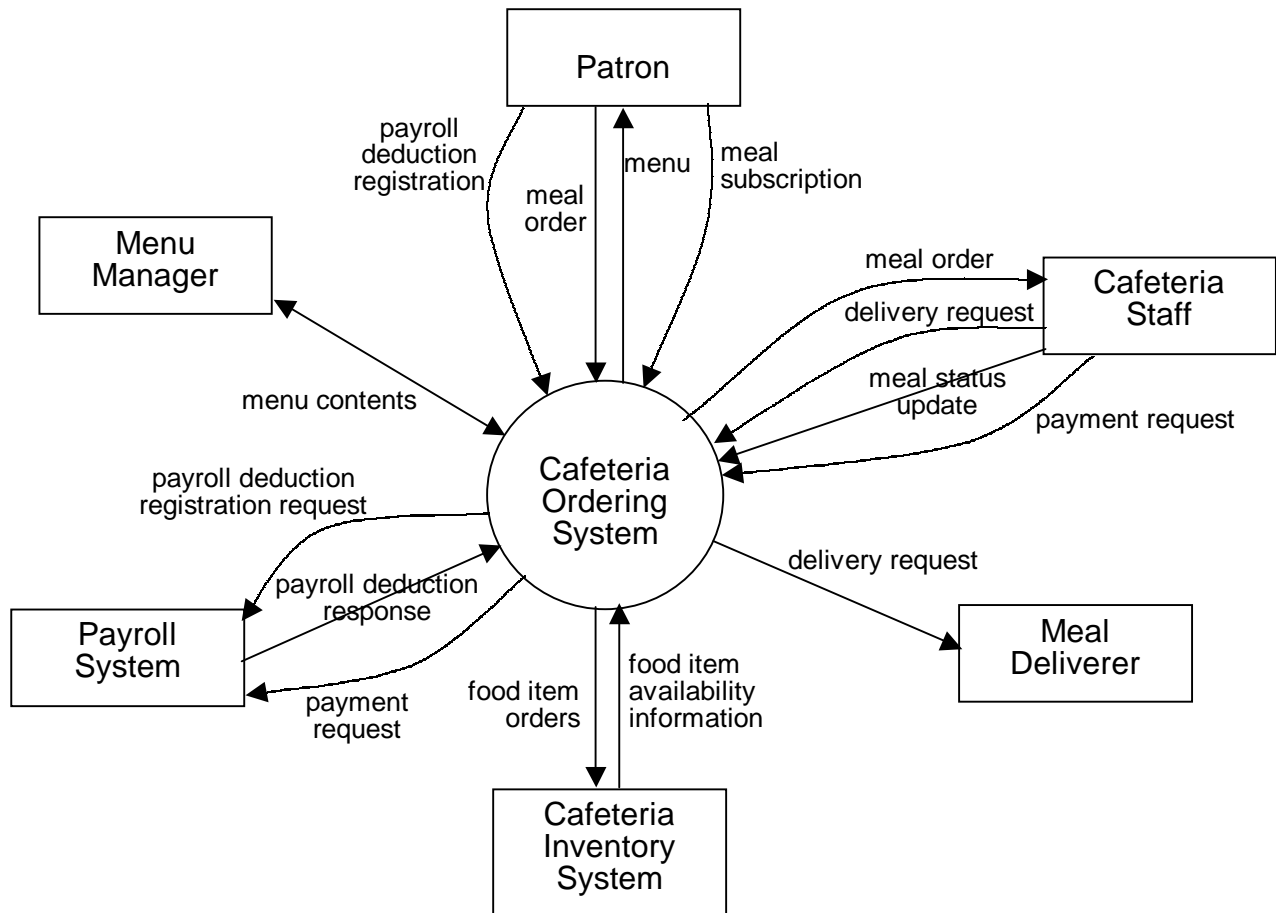 Patron
payroll
deduction
registration
meal
order
menu
meal
subscription
Menu
Manager
meal order
Cafeteria
Staff
delivery request
meal status
update
payment request
menu contents
Cafeteria
Ordering
System
payroll deduction
registration request
payroll deduction
response
delivery request
Payroll
System
payment
request
food item
orders
food item
availability
information
Meal
Deliverer
Cafeteria
Inventory
System